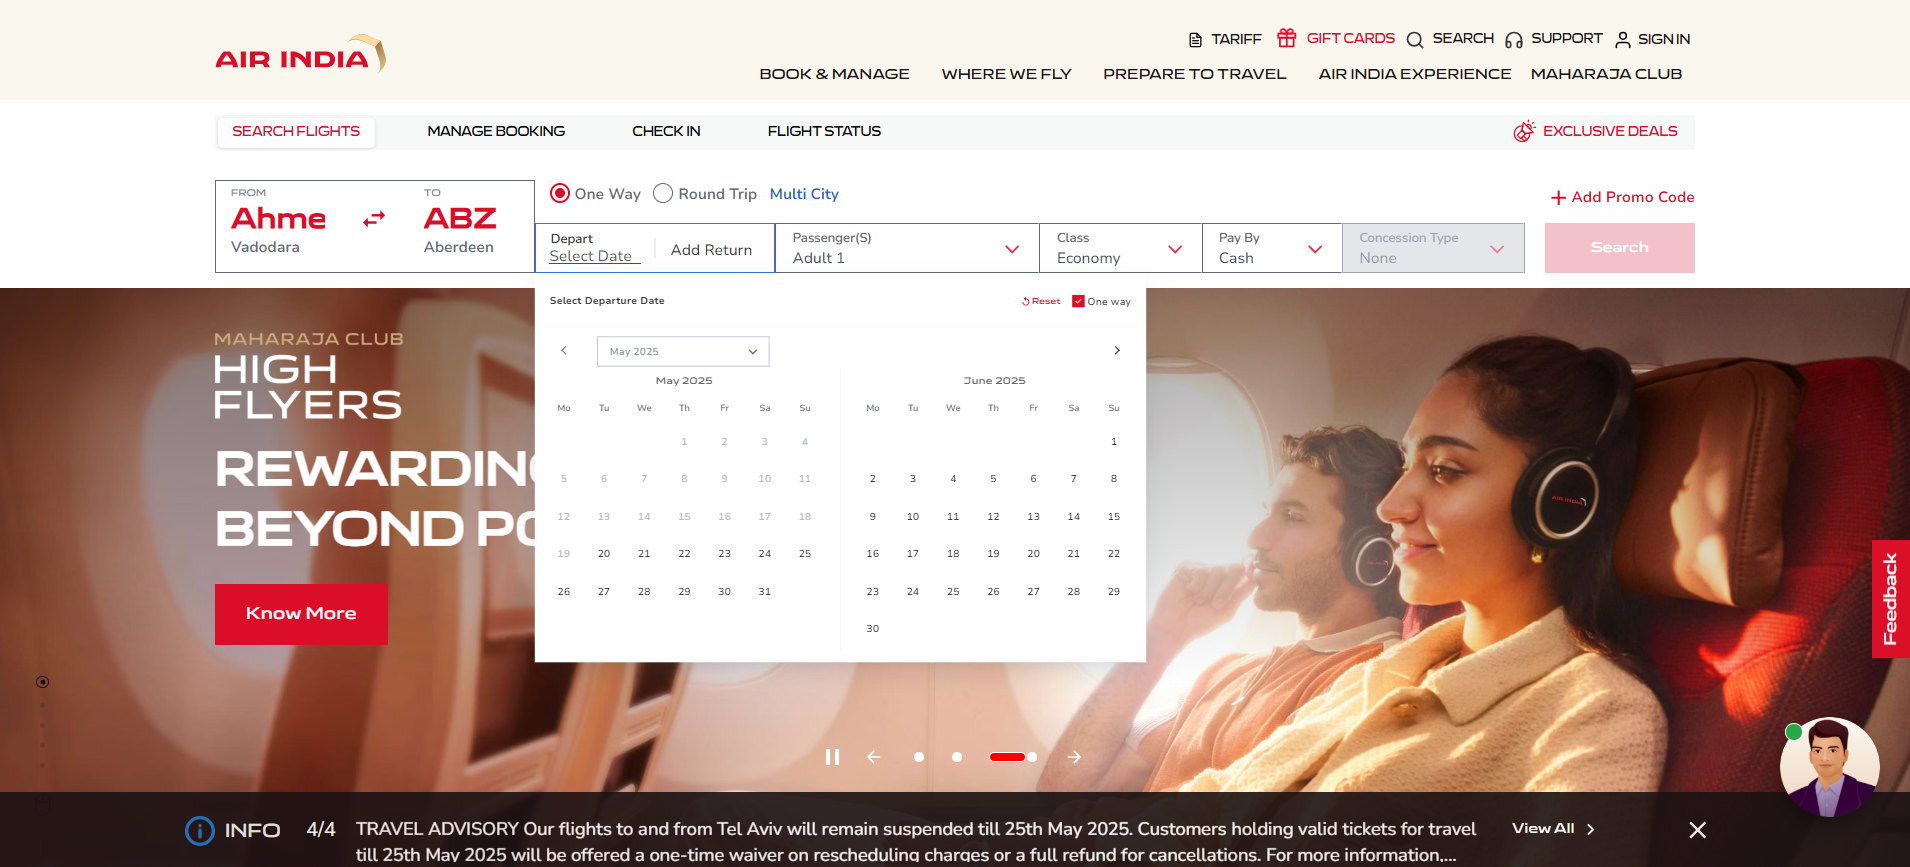 AIR INDIA
TARIFF GIFT CARDS SEARCH SUPPORT SIGN IN
BOOK & MANAGE WHERE WE FLY PREPARE TO TRAVEL AIR INDIA EXPERIENCE MAHARAJA CLUB
SEARCH FLIGHTS MANAGE BOOKING CHECK IN FLIGHT STATUS EXCLUSIVE DEALS
FROM TO
Ahme ABZ
Vadodara Aberdeen
One Way Round Trip Multi City
+ Add Promo Code
Depart
Select Date
Add Return
Passenger(S)
Adult 1
Class
Economy
Pay By
Cash
Concession Type
None
Search
Select Departure Date Reset One way
May 2025
May 2025
Mo Tu We Th Fr Sa Su
1 2 3 4
5 6 7 8 9 10 11
12 13 14 15 16 17 18
19 20 21 22 23 24 25
26 27 28 29 30 31
June 2025
Mo Tu We Th Fr Sa Su
1
2 3 4 5 6 7 8
9 10 11 12 13 14 15
16 17 18 19 20 21 22
23 24 25 26 27 28 29
30
MAHARAJA CLUB
HIGH
FLYERS
REWARDIN
BEYOND PO
Know More
AIR INDIA
Feedback
INFO 4/4 TRAVEL ADVISORY Our flights to and from Tel Aviv will remain suspended till 25th May 2025. Customers holding valid tickets for travel
till 25th May 2025 will be offered a one-time waiver on rescheduling charges or a full refund for cancellations. For more information,...
View All